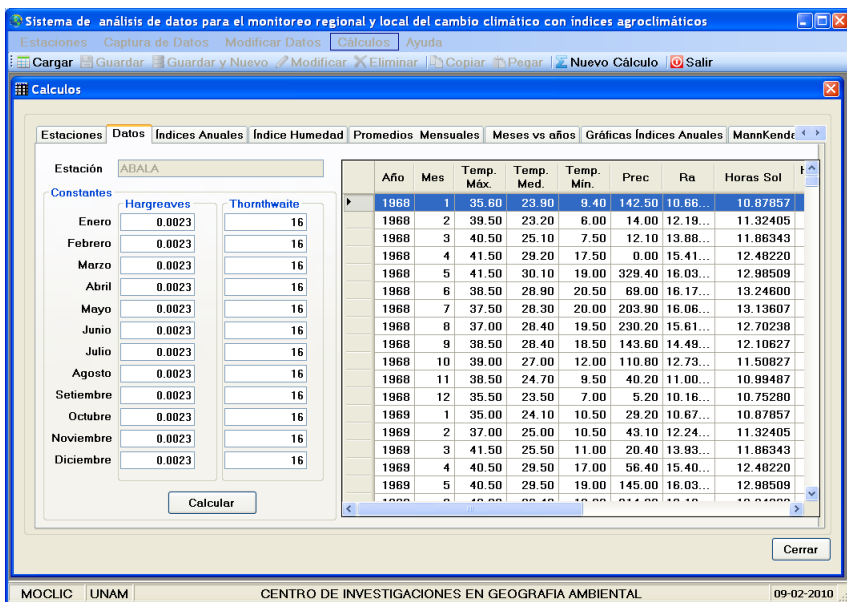 Sistema de análisis de datos para el monitoreo regional y local del cambio climático con índices agroclimáticos
Estaciones Captura de Datos Modificar Datos Cálculos Ayuda
Cargar Guardar Guardar y Nuevo Modificar Eliminar Copiar Pegar Nuevo Cálculo Salir
Calculos
Estaciones Datos Índices Anuales Índice Humedad Promedios Mensuales Meses vs años Gráficas Índices Anuales MannKenda
Estación ABALA
Constantes
Hargreaves Thornthwaite
Enero 0.0023 16
Febrero 0.0023 16
Marzo 0.0023 16
Abril 0.0023 16
Mayo 0.0023 16
Junio 0.0023 16
Julio 0.0023 16
Agosto 0.0023 16
Setiembre 0.0023 16
Octubre 0.0023 16
Noviembre 0.0023 16
Diciembre 0.0023 16
Calcular
Año Mes Temp. Máx. Temp. Med. Temp. Mín. Prec Ra Horas Sol
1968 1 35.60 23.90 9.40 142.50 10.66... 10.87857
1968 2 39.50 23.20 6.00 14.00 12.19... 11.32405
1968 3 40.50 25.10 7.50 12.10 13.88... 11.86343
1968 4 41.50 29.20 17.50 0.00 15.41... 12.48220
1968 5 41.50 30.10 19.00 329.40 16.03... 12.98509
1968 6 38.50 28.90 20.50 69.00 16.17... 13.24600
1968 7 37.50 28.30 20.00 203.90 16.06... 13.13607
1968 8 37.00 28.40 19.50 230.20 15.61... 12.70238
1968 9 38.50 28.40 18.50 143.60 14.49... 12.10627
1968 10 39.00 27.00 12.00 110.80 12.73... 11.50827
1968 11 38.50 24.70 9.50 40.20 11.00... 10.99487
1968 12 35.50 23.50 7.00 5.20 10.16... 10.75280
1969 1 35.00 24.10 10.50 29.20 10.67... 10.87857
1969 2 37.00 25.00 10.50 43.10 12.24... 11.32405
1969 3 41.50 25.50 11.00 20.40 13.93... 11.86343
1969 4 40.50 29.50 17.00 56.40 15.40... 12.48220
1969 5 40.50 29.50 19.00 145.00 16.03... 12.98509
Cerrar
MOCLIC UNAM CENTRO DE INVESTIGACIONES EN GEOGRAFIA AMBIENTAL 09-02-2010